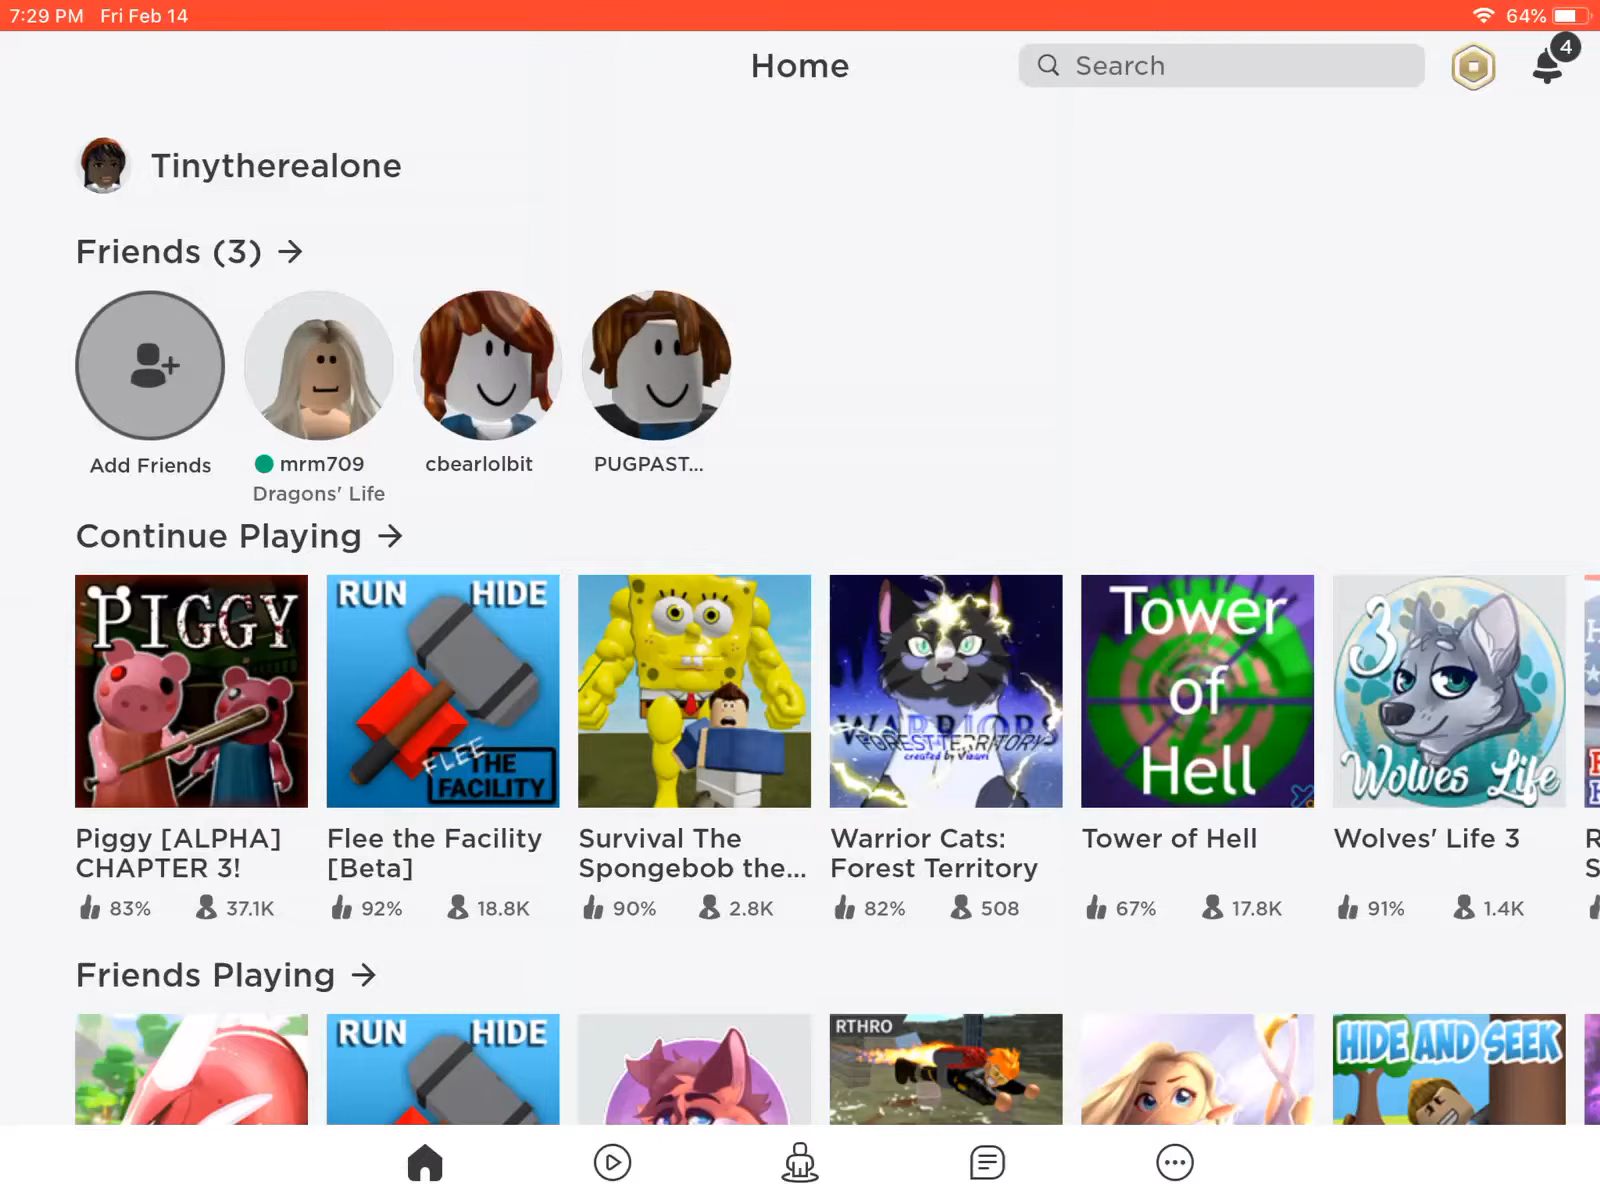 7:29 PM Fri Feb 14
64%
Home
Search
4
Tinytherealone
Friends (3)
Add Friends
mrm709
Dragons' Life
cbearlolbit
PUGPAST...
Continue Playing
PIGGY
RUN HIDE
FLEE THE FACILITY
WARRIORS
FOREST TERRITORY
created by Vixuri
Tower of Hell
3
Wolves Life
Piggy [ALPHA] CHAPTER 3!
83% 37.1K
Flee the Facility [Beta]
92% 18.8K
Survival The Spongebob the...
90% 2.8K
Warrior Cats: Forest Territory
82% 508
Tower of Hell
67% 17.8K
Wolves' Life 3
91% 1.4K
Friends Playing
RUN HIDE
RTHRO
HIDE AND SEEK